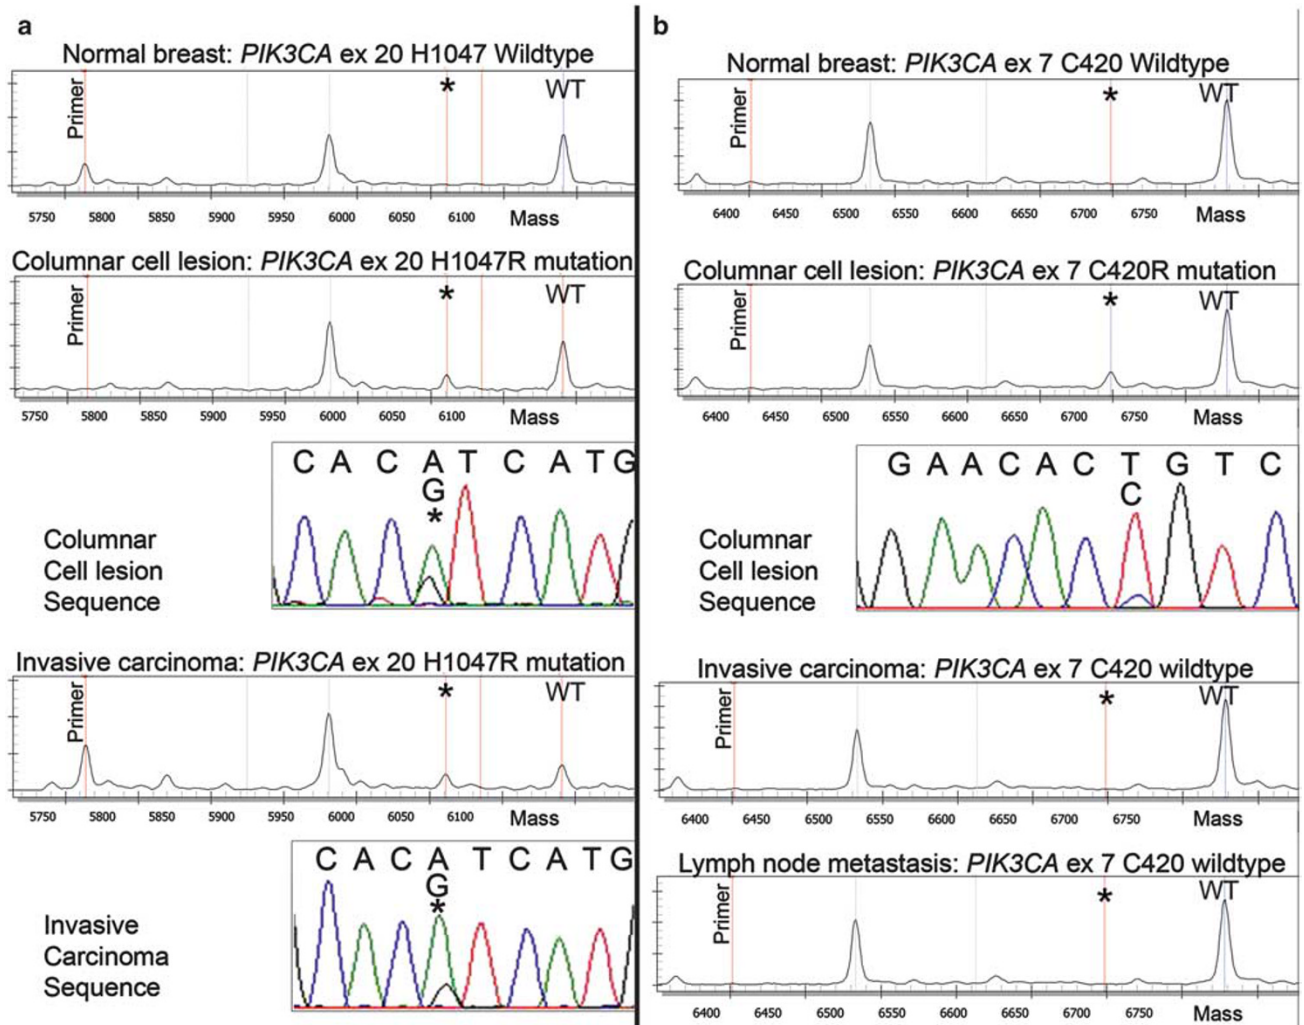 a
Normal breast: PIK3CA ex 20 H1047 Wildtype
Primer
*
WT
5750 5800 5850 5900 5950 6000 6050 6100 Mass
Columnar cell lesion: PIK3CA ex 20 H1047R mutation
Primer
*
WT
5750 5800 5850 5900 5950 6000 6050 6100 Mass
C A C A T C A T G
G
*
Columnar
Cell lesion
Sequence
Invasive carcinoma: PIK3CA ex 20 H1047R mutation
Primer
*
WT
5750 5800 5850 5900 5950 6000 6050 6100 Mass
C A C A T C A T G
G
*
Invasive
Carcinoma
Sequence
b
Normal breast: PIK3CA ex 7 C420 Wildtype
Primer
*
WT
6400 6450 6500 6550 6600 6650 6700 6750 Mass
Columnar cell lesion: PIK3CA ex 7 C420R mutation
Primer
*
WT
6400 6450 6500 6550 6600 6650 6700 6750 Mass
G A A C A C T G T C
C
Columnar
Cell lesion
Sequence
Invasive carcinoma: PIK3CA ex 7 C420 wildtype
Primer
*
WT
6400 6450 6500 6550 6600 6650 6700 6750 Mass
Lymph node metastasis: PIK3CA ex 7 C420 wildtype
Primer
*
WT
6400 6450 6500 6550 6600 6650 6700 6750 Mass